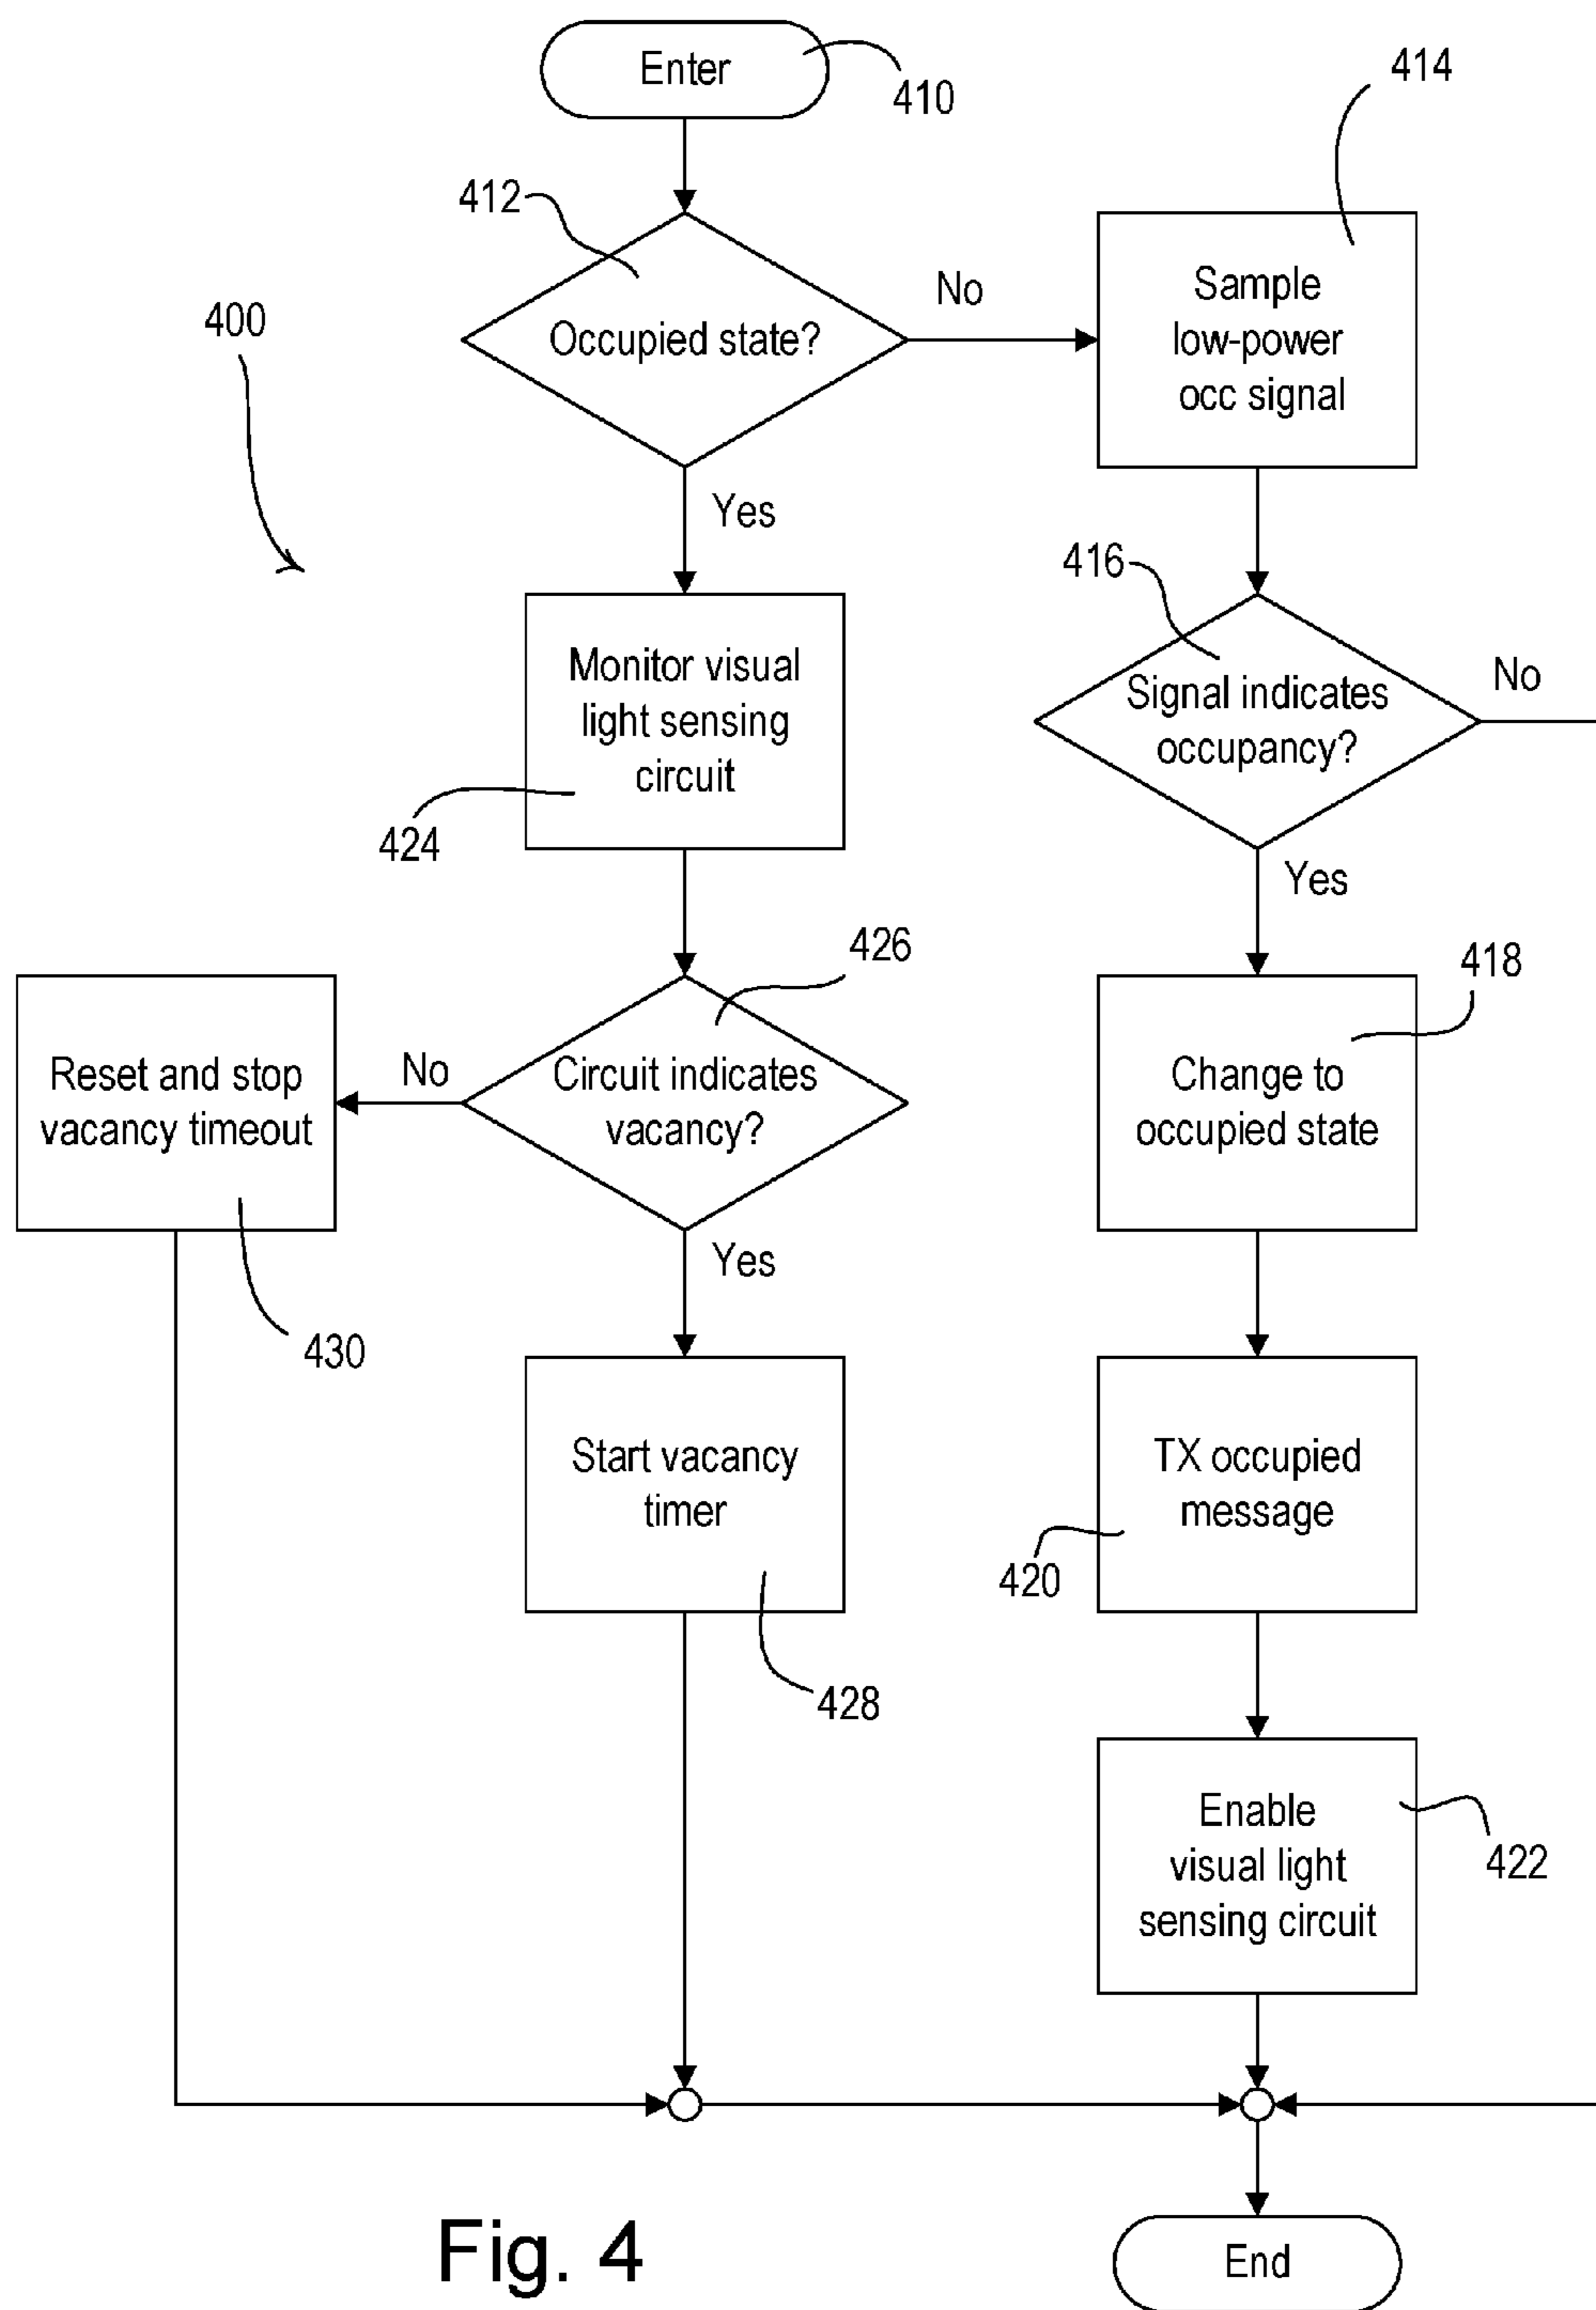 Enter
410
414
412
No
Sample
low-power
occ signal
Occupied state?
400
Yes
416
Monitor visual
light sensing
circuit
Signal indicates
occupancy?
No
424
Yes
426
418
Reset and stop
vacancy timeout
No
Circuit indicates
vacancy?
Change to
occupied state
Yes
430
Start vacancy
timer
TX occupied
message
420
428
Enable
visual light
sensing circuit
422
Fig. 4
End